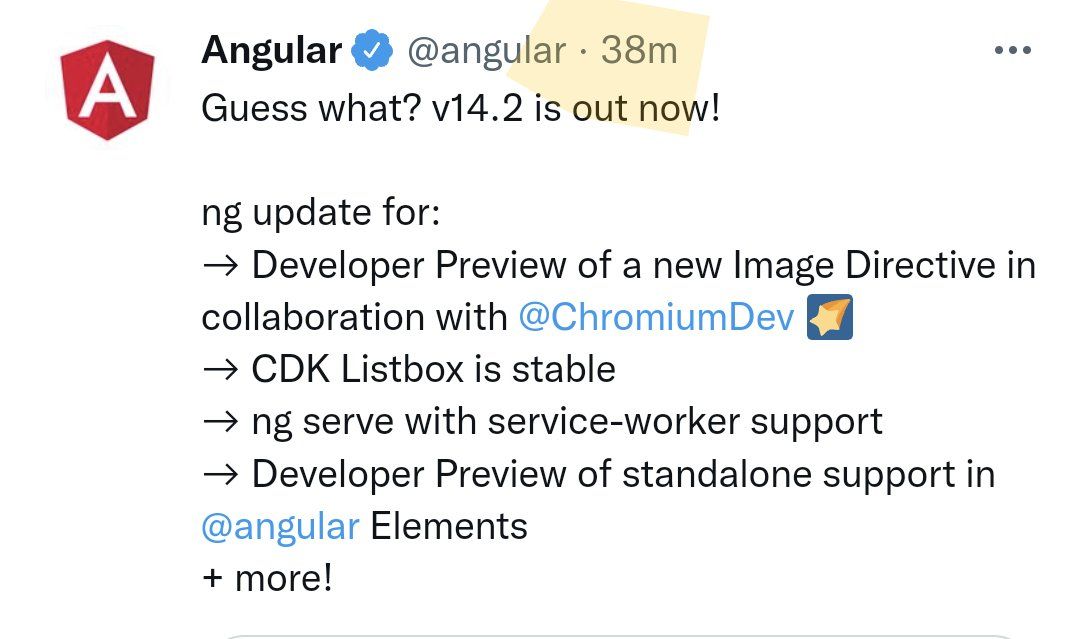 Angular @angular · 38m
Guess what? v14.2 is out now!
ng update for:
→ Developer Preview of a new Image Directive in
collaboration with @ChromiumDev 🌠
→ CDK Listbox is stable
→ ng serve with service-worker support
→ Developer Preview of standalone support in
@angular Elements
+ more!